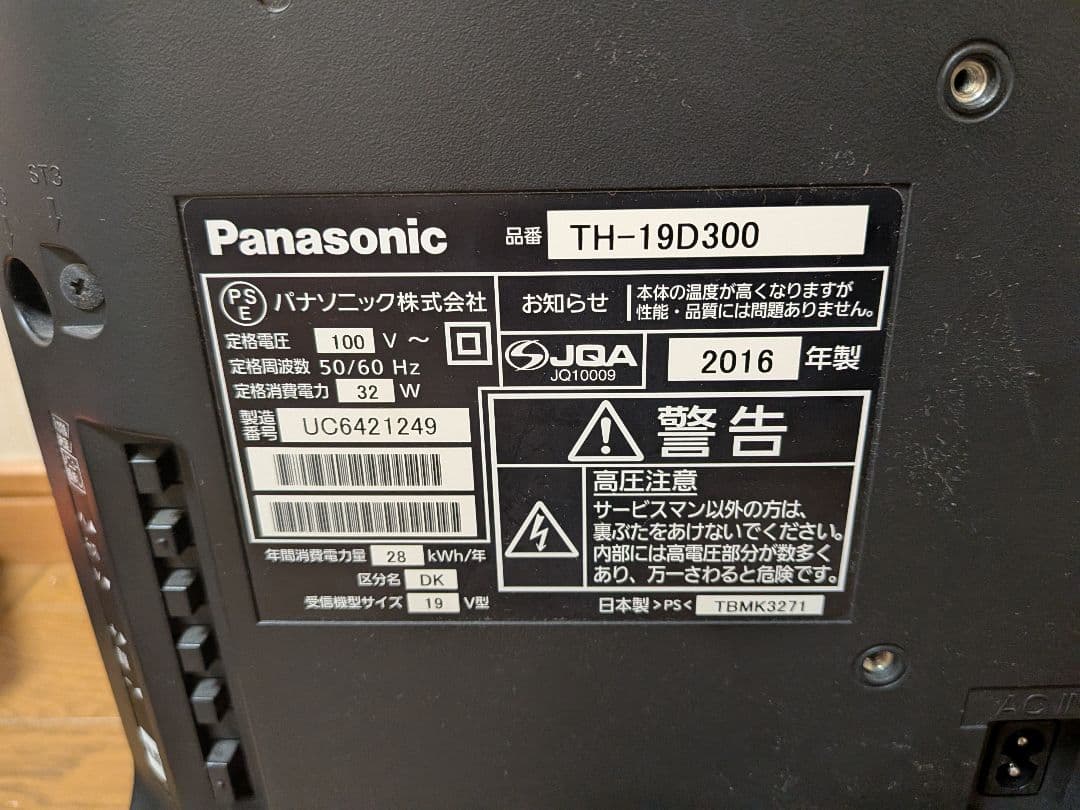 ST3
Panasonic
品番 TH-19D300
PS
E
パナソニック株式会社
定格電圧 100 V ～
定格周波数 50/60 Hz
定格消費電力 32 W
製造
番号
UC6421249
年間消費電力量 28 kWh/年
区分名 DK
受信機型サイズ 19 V型
お知らせ
本体の温度が高くなりますが
性能・品質には問題ありません。
JQA
JQ10009
2016 年製
警告
高圧注意
サービスマン以外の方は、
裏ぶたをあけないでください。
内部には高電圧部分が数多く
あり、万一さわると危険です。
日本製 >PS< TBMK3271
AC IN